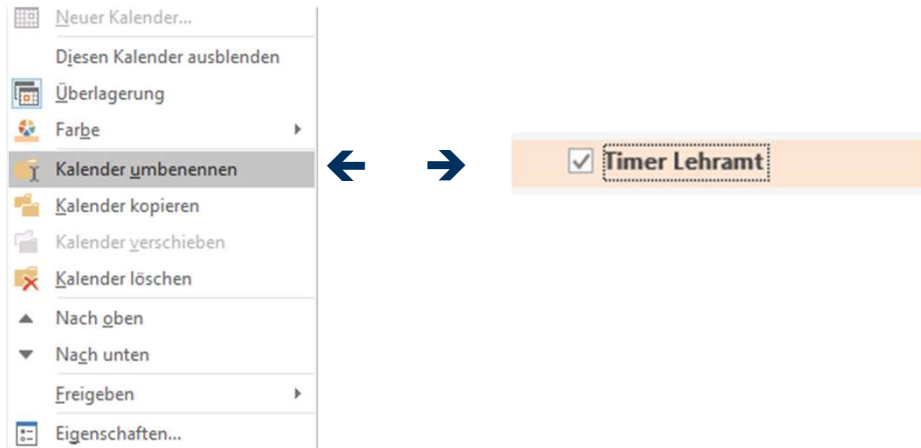 Neuer Kalender...
Diesen Kalender ausblenden
Überlagerung
Farbe
Kalender umbenennen
Kalender kopieren
Kalender verschieben
Kalender löschen
Nach oben
Nach unten
Freigeben
Eigenschaften...
Timer Lehramt